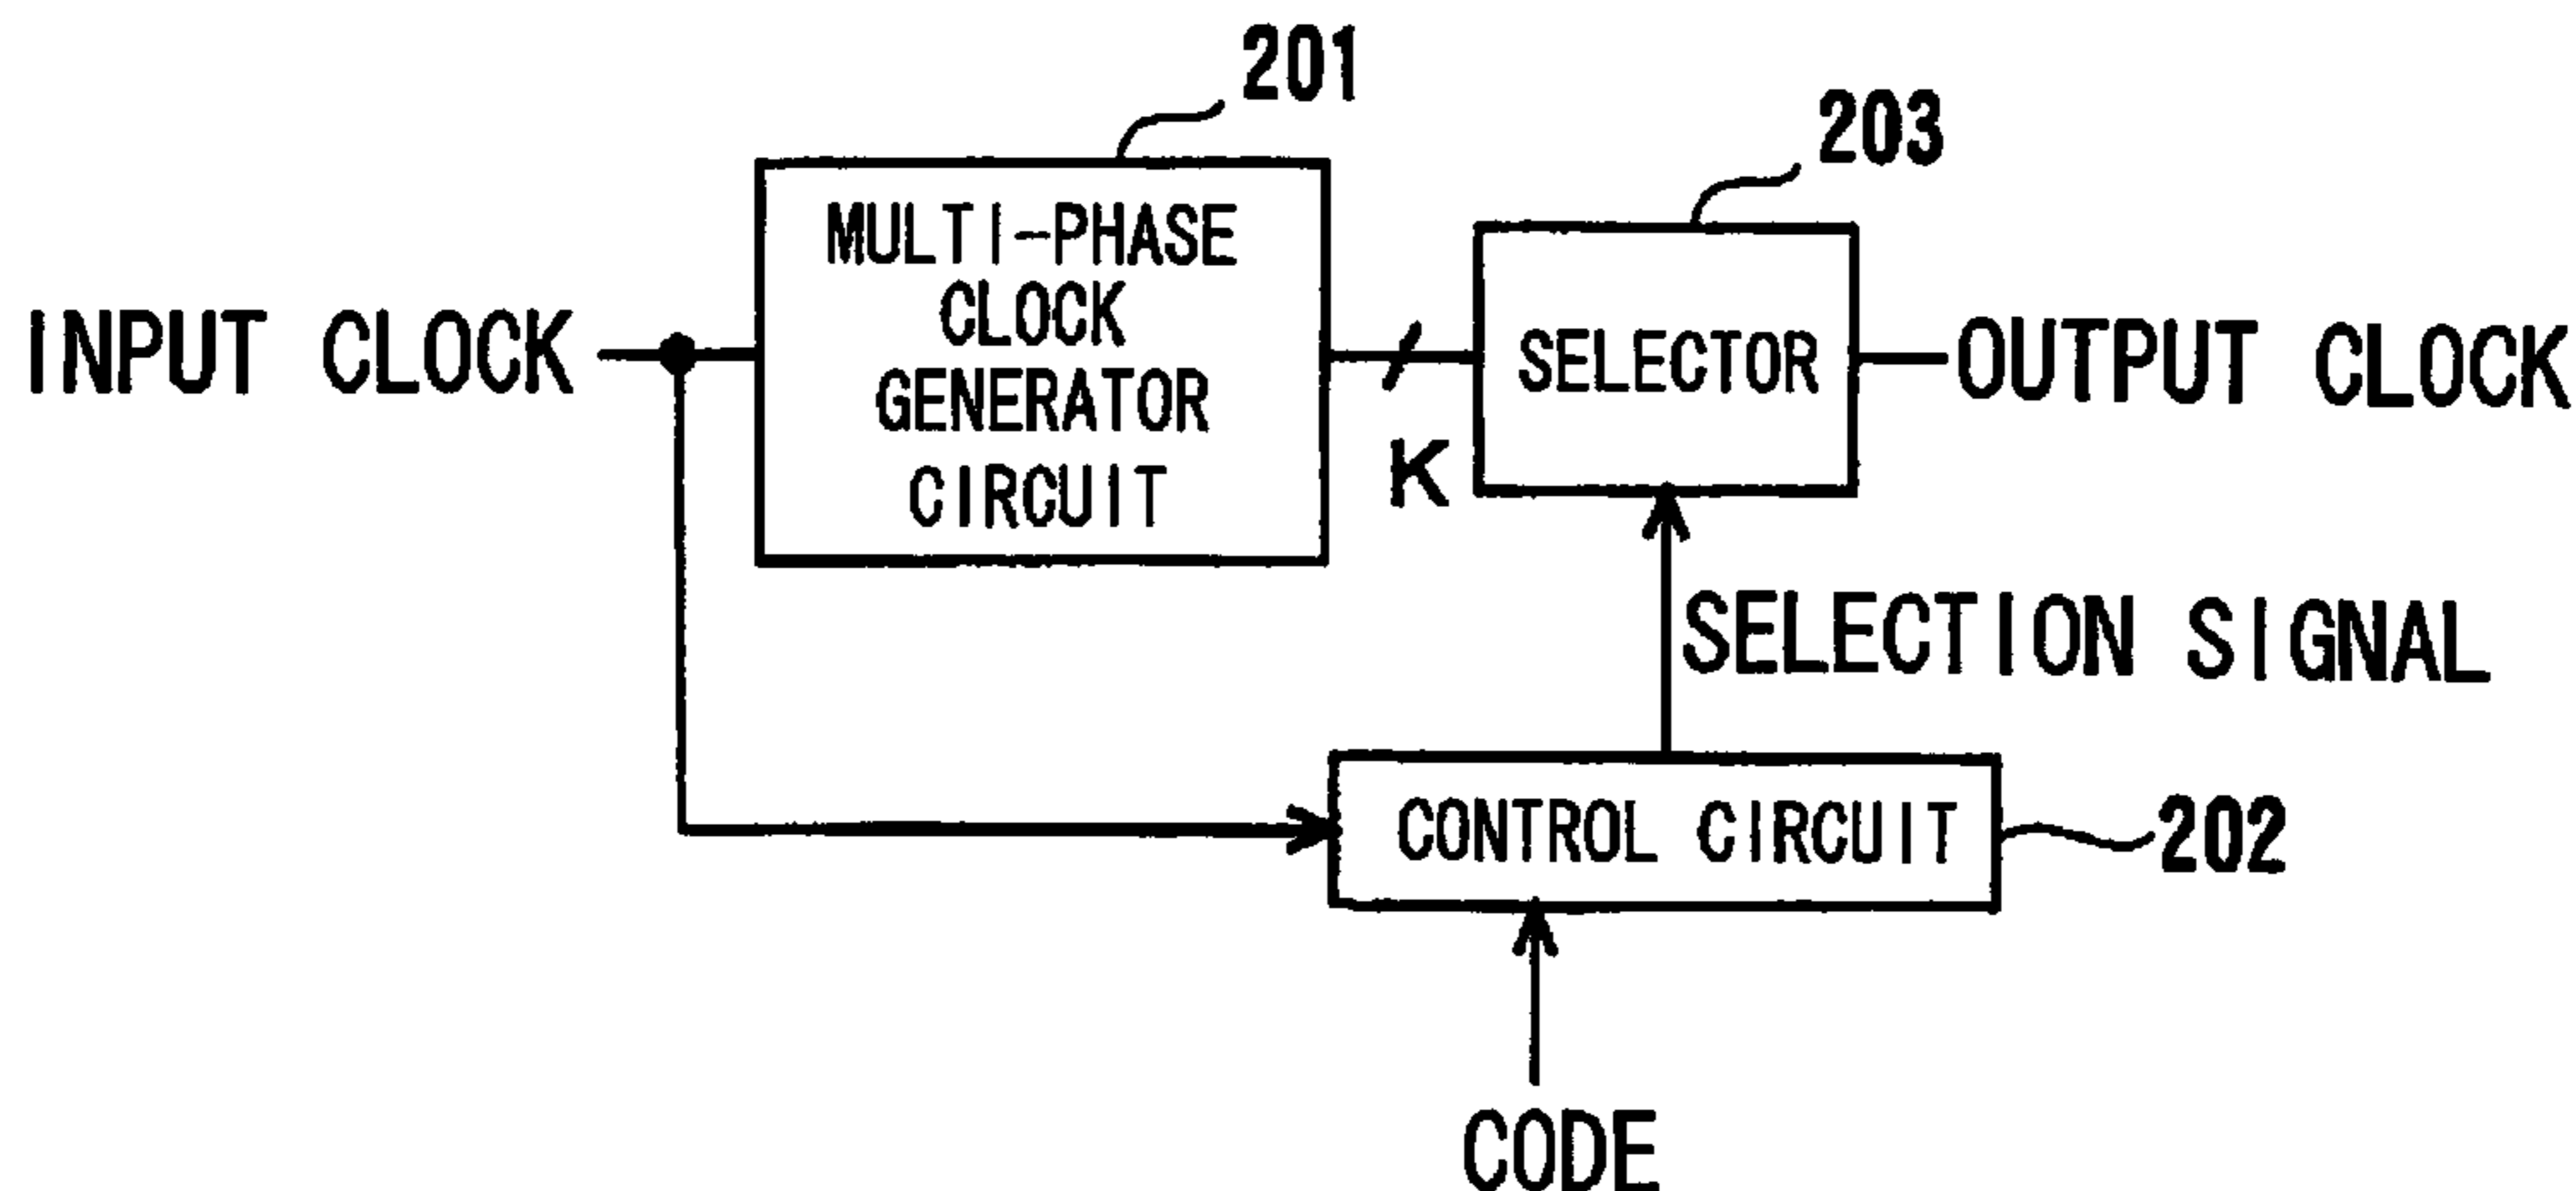 201
203
MULTI-PHASE
CLOCK
GENERATOR
CIRCUIT
INPUT CLOCK
SELECTOR
OUTPUT CLOCK
K
SELECTION SIGNAL
CONTROL CIRCUIT
202
CODE